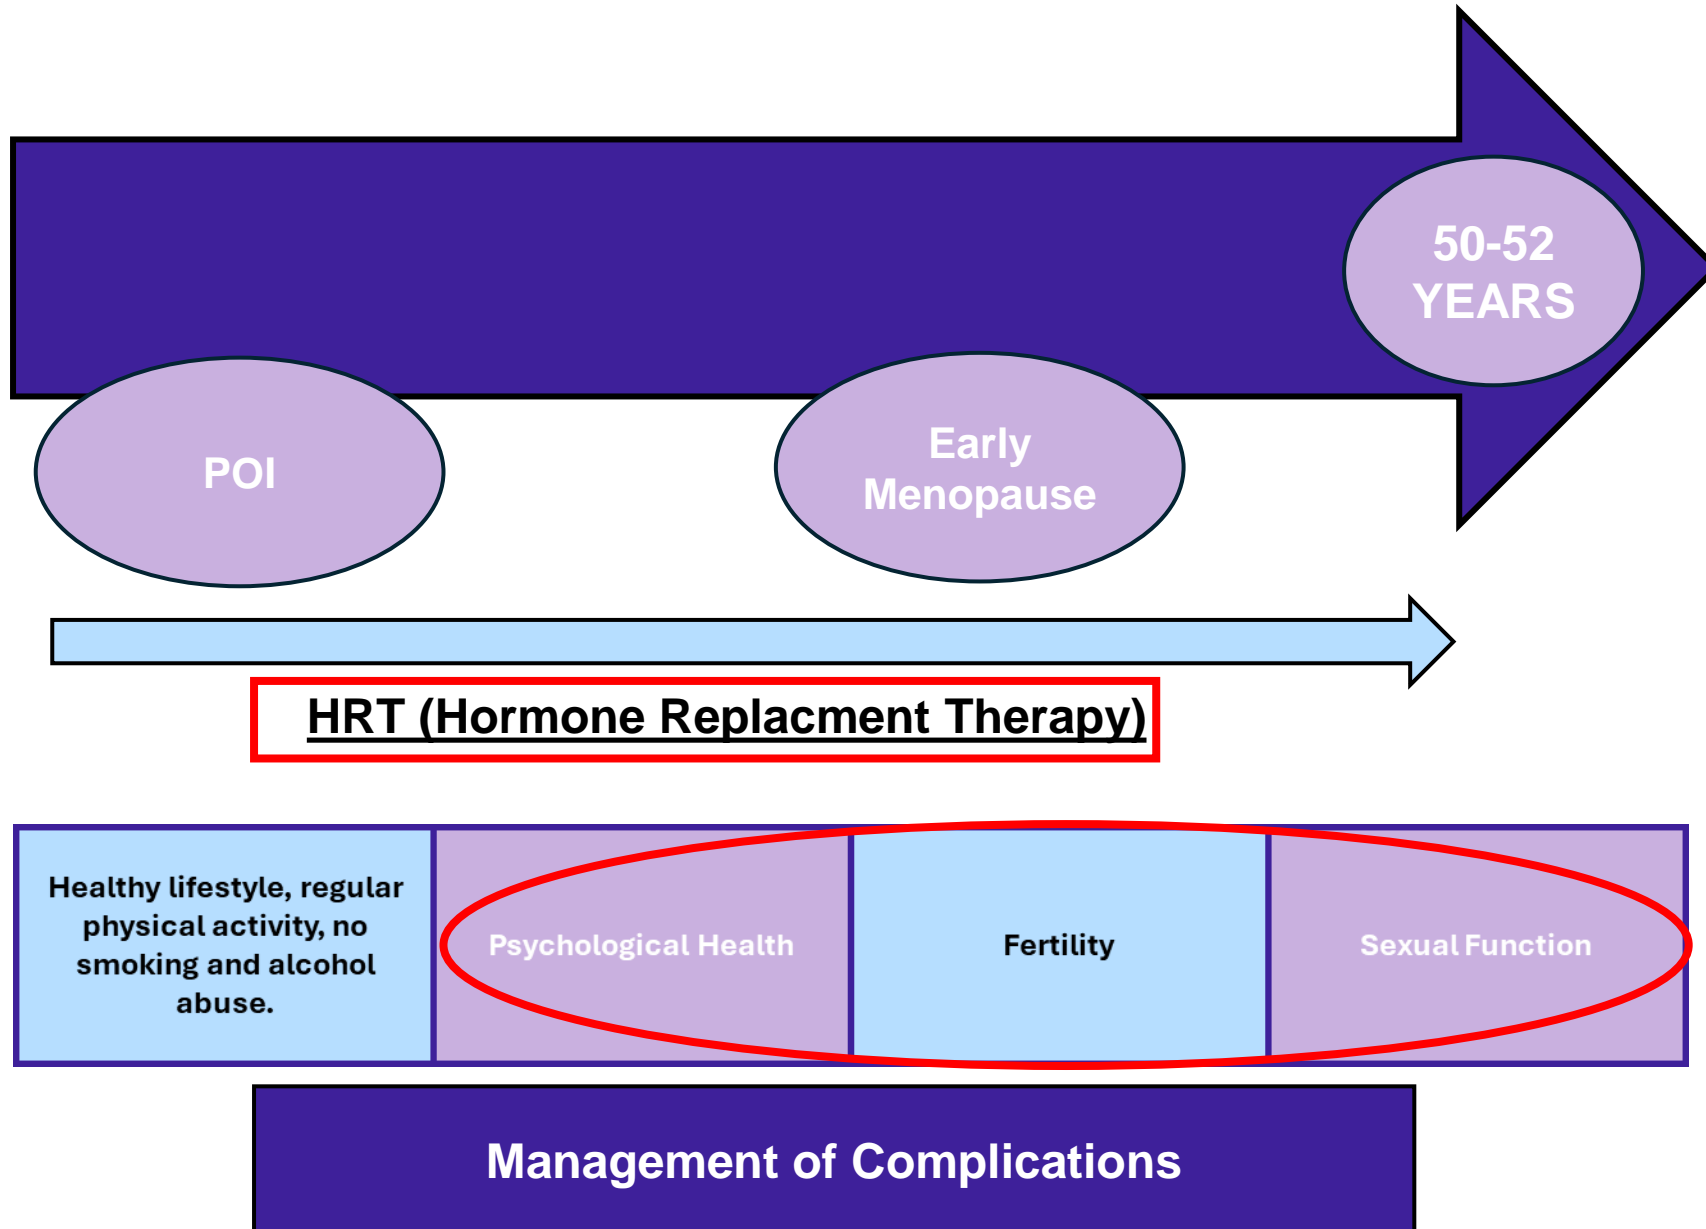 50-52
YEARS
POI
Early
Menopause
HRT (Hormone Replacment Therapy)
Healthy lifestyle, regular
physical activity, no
smoking and alcohol
abuse.
Psychological Health
Fertility
Sexual Function
Management of Complications